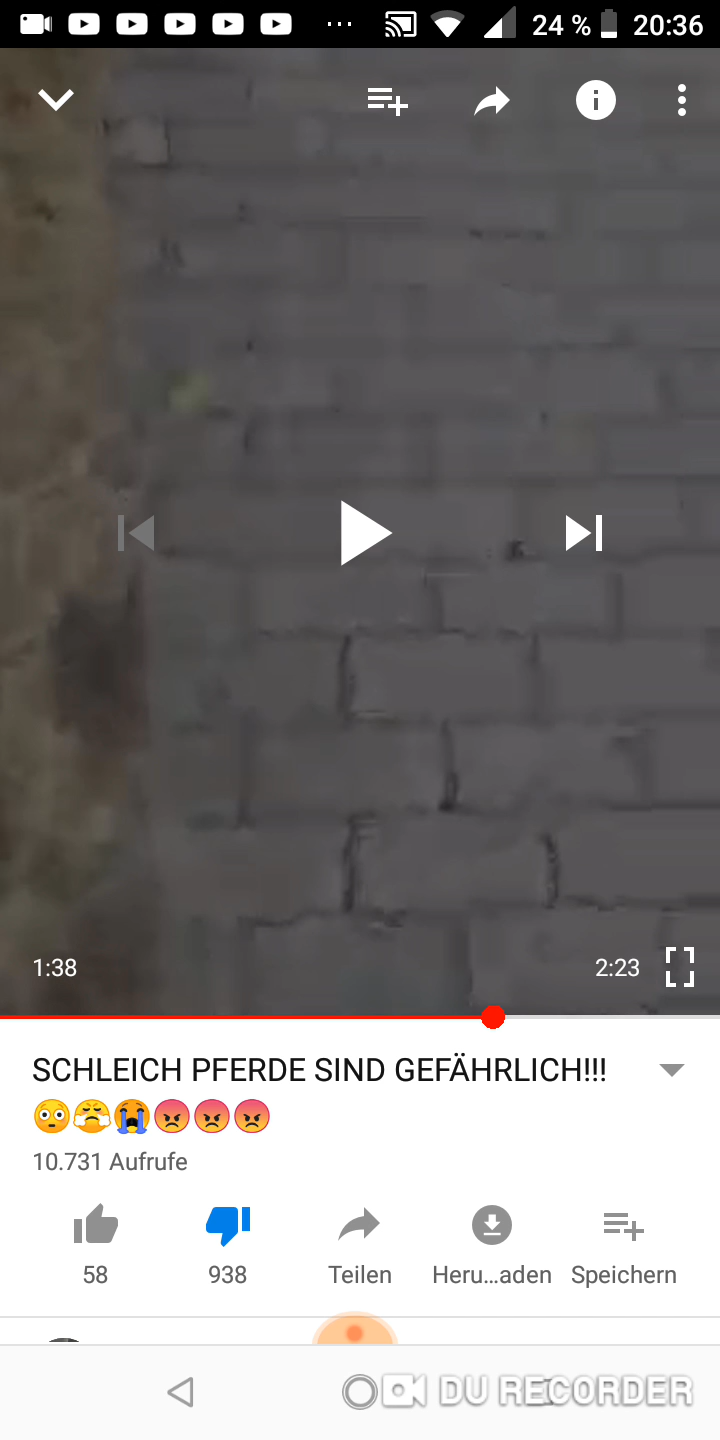 24 % 20:36
1:38 2:23
SCHLEICH PFERDE SIND GEFÄHRLICH!!!
😳😤😭😡😡😡
10.731 Aufrufe
58 938 Teilen Heru...aden Speichern
DU RECORDER